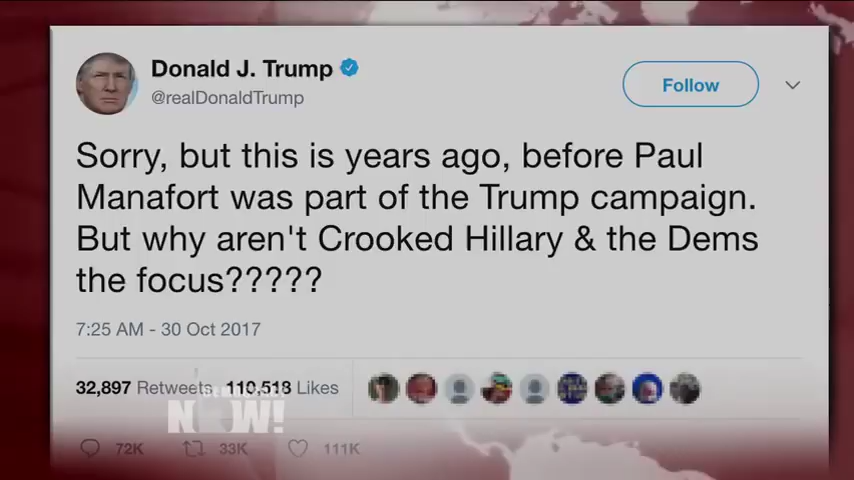 Donald J. Trump
@realDonaldTrump
Follow
Sorry, but this is years ago, before Paul
Manafort was part of the Trump campaign.
But why aren't Crooked Hillary & the Dems
the focus?????
7:25 AM - 30 Oct 2017
32,897 Retweets 110,518 Likes
NOW!
72K 33K 111K